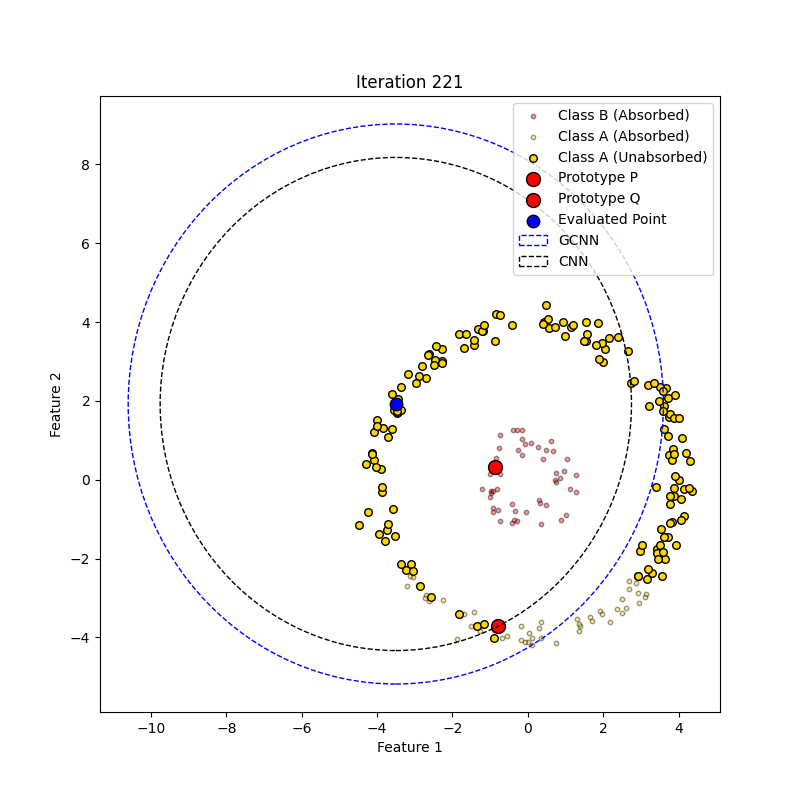 Iteration 221
Class B (Absorbed)
Class A (Absorbed)
Class A (Unabsorbed)
Prototype P
Prototype Q
Evaluated Point
GCNN
CNN
Feature 2
8
6
4
2
0
−2
−4
−10 −8 −6 −4 −2 0 2 4
Feature 1